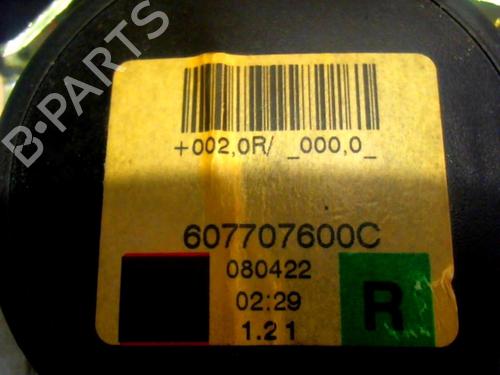 B-PARTS
+002,0R/ _000,0_
607707600C
080422
02:29
1.2 1
R